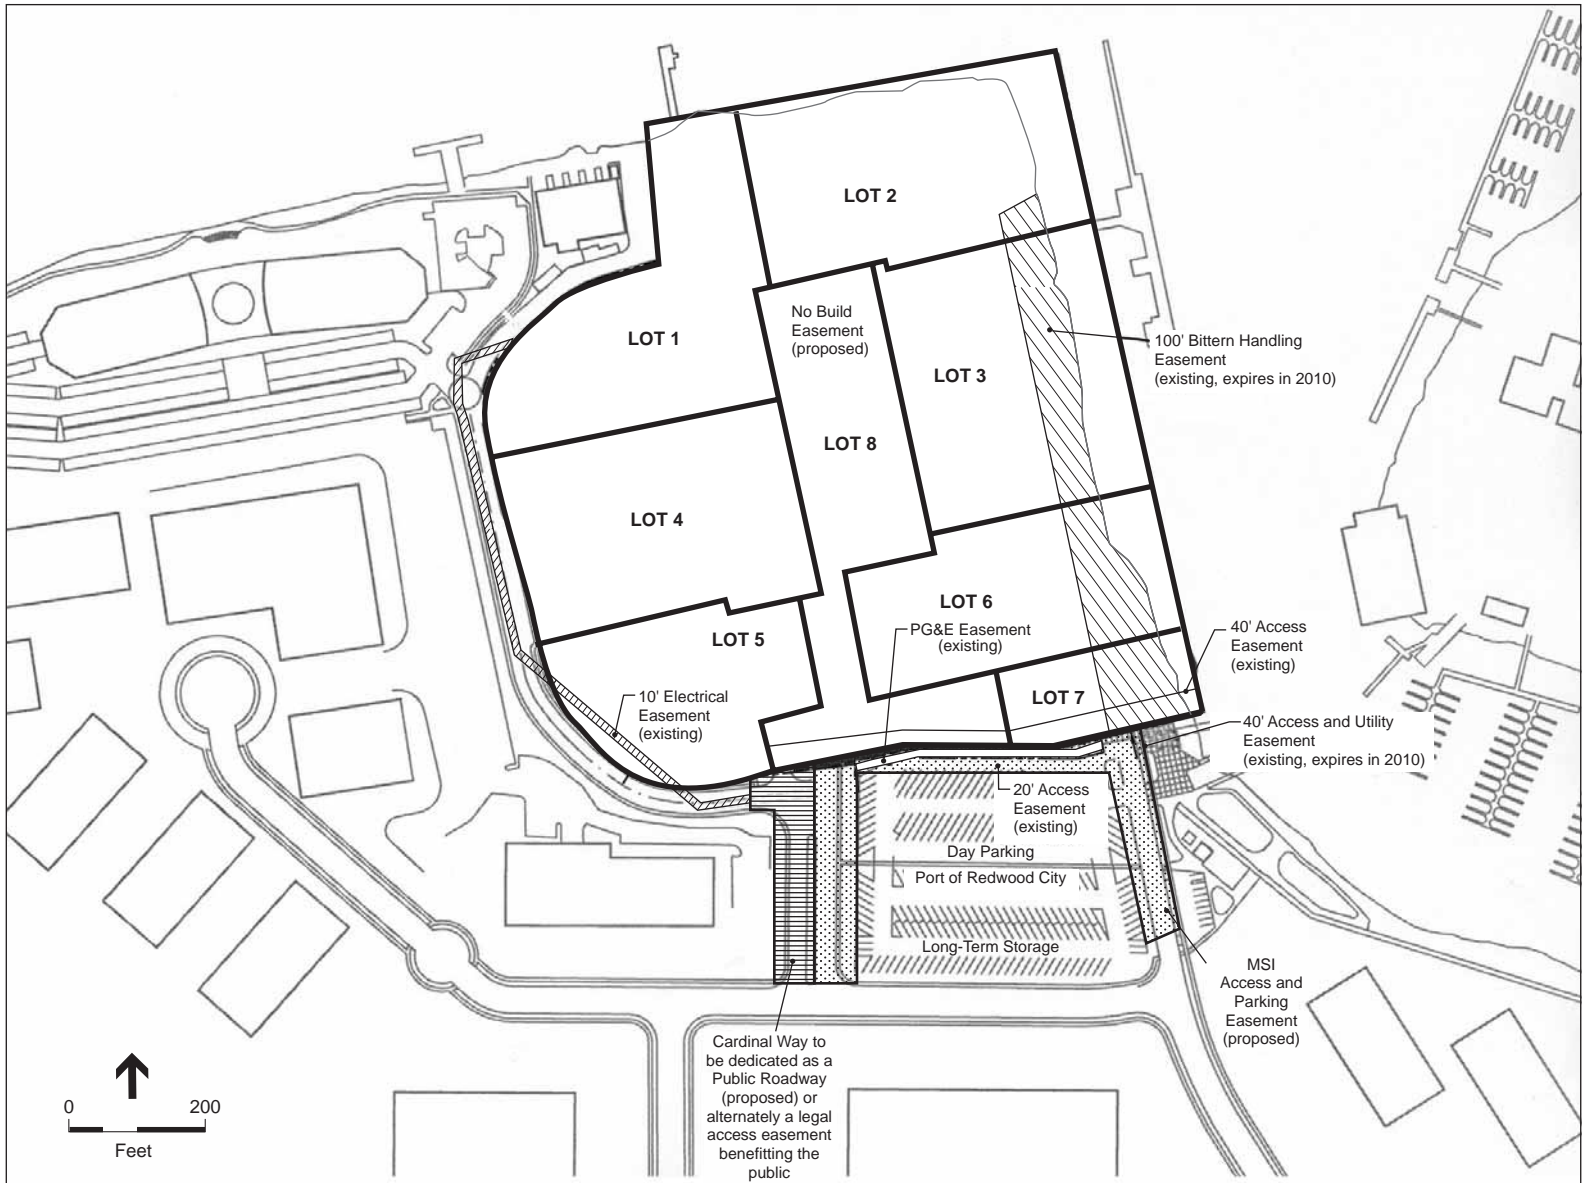 LOT 2
No Build
Easement
(proposed)
LOT 1
100' Bittern Handling
Easement
(existing, expires in 2010)
LOT 3
LOT 8
LOT 4
LOT 6
PG&E Easement
(existing)
LOT 5
40' Access
Easement
(existing)
10' Electrical
Easement
(existing)
LOT 7
40' Access and Utility
Easement
(existing, expires in 2010)
20' Access
Easement
(existing)
Day Parking
Port of Redwood City
Long-Term Storage
MSI
Access and
Parking
Easement
(proposed)
Cardinal Way to
be dedicated as a
Public Roadway
(proposed) or
alternately a legal
access easement
benefitting the
public
0 200
Feet